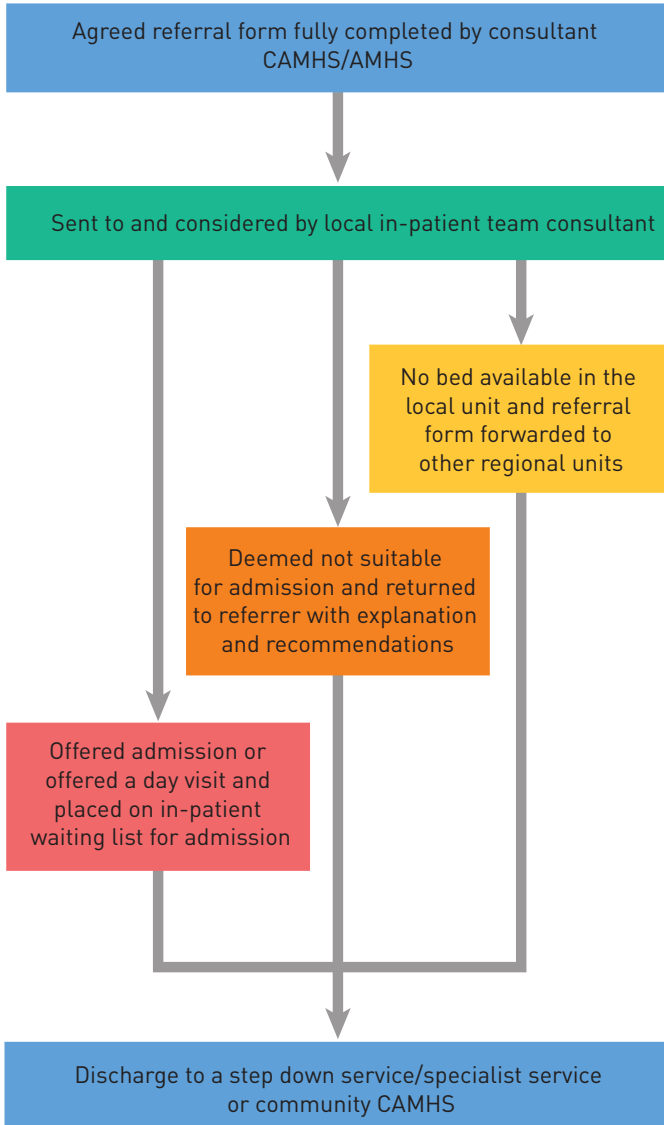 Agreed referral form fully completed by consultant
CAMHS/AMHS
Sent to and considered by local in-patient team consultant
No bed available in the
local unit and referral
form forwarded to
other regional units
Deemed not suitable
for admission and returned
to referrer with explanation
and recommendations
Offered admission or
offered a day visit and
placed on in-patient
waiting list for admission
Discharge to a step down service/specialist service
or community CAMHS